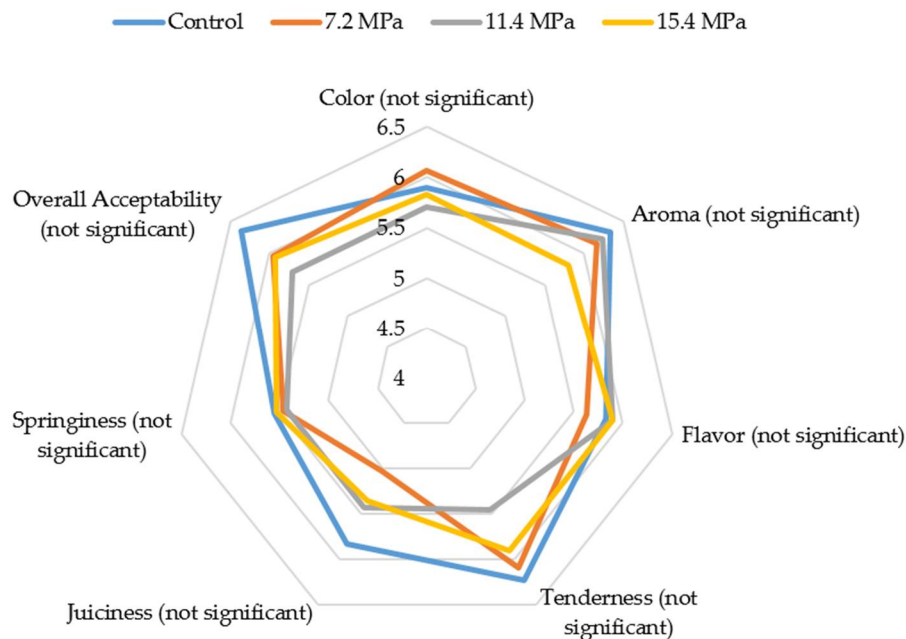 Control 7.2 MPa 11.4 MPa 15.4 MPa
Color (not significant)
6.5
6
5.5
5
4.5
4
Aroma (not significant)
Flavor (not significant)
Tenderness (not
significant)
Juiciness (not significant)
Springiness (not
significant)
Overall Acceptability
(not significant)